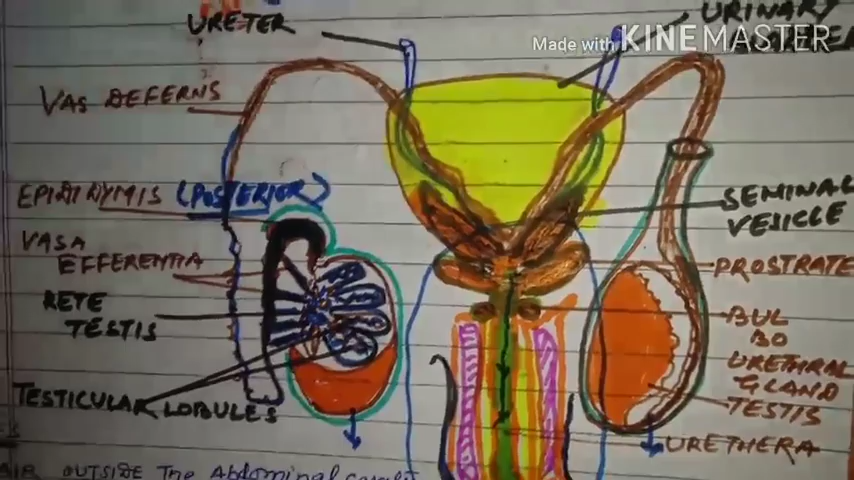 URETER
URINARY
Made with KINEMASTER
VAS DEFERNS
EPIDIDYMIS (POSTERIOR)
SEMINAL
VESICLE
VASA
EFFERENTIA
PROSTRATE
RETE
TESTIS
BUL
BO
URETHRAL
GLAND
TESTICULAR LOBULES
TESTIS
URETHERA
AIR OUTSIDE THE ABDOMINAL